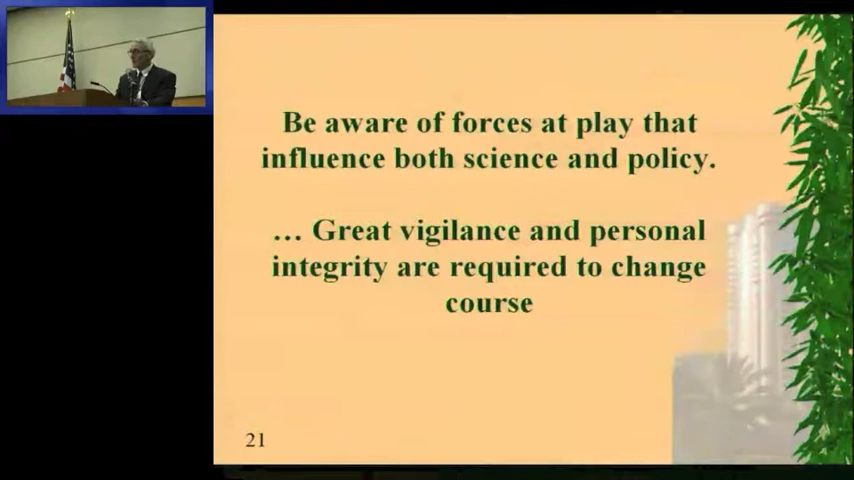 Be aware of forces at play that
influence both science and policy.
… Great vigilance and personal
integrity are required to change
course
21